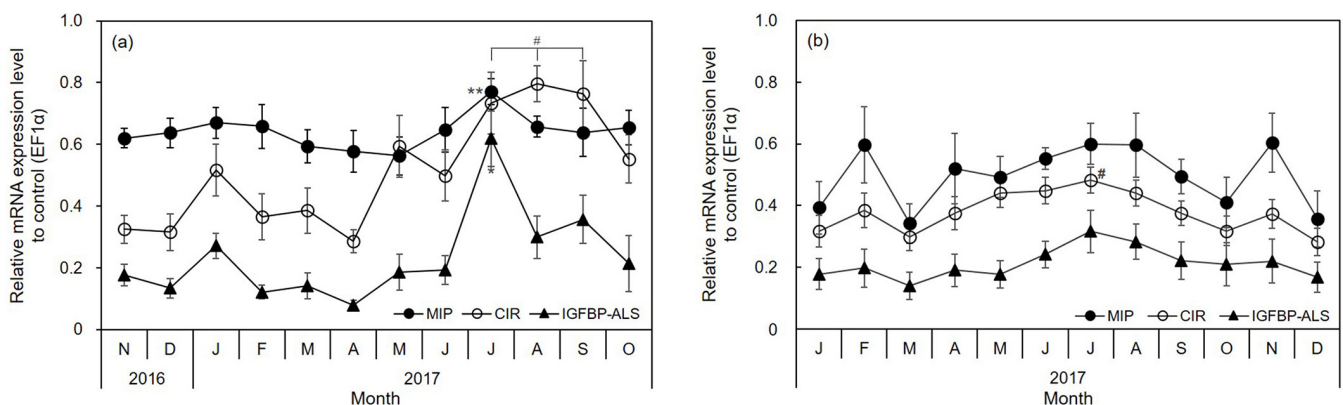 Relative mRNA expression level
to control (EF1α)
1.0
0.8
0.6
0.4
0.2
0
(a)
#
**
*
MIP CIR IGFBP-ALS
N D J F M A M J J A S O
2016 2017
Month
Relative mRNA expression level
to control (EF1α)
1.0
0.8
0.6
0.4
0.2
0
(b)
#
MIP CIR IGFBP-ALS
J F M A M J J A S O N D
2017
Month